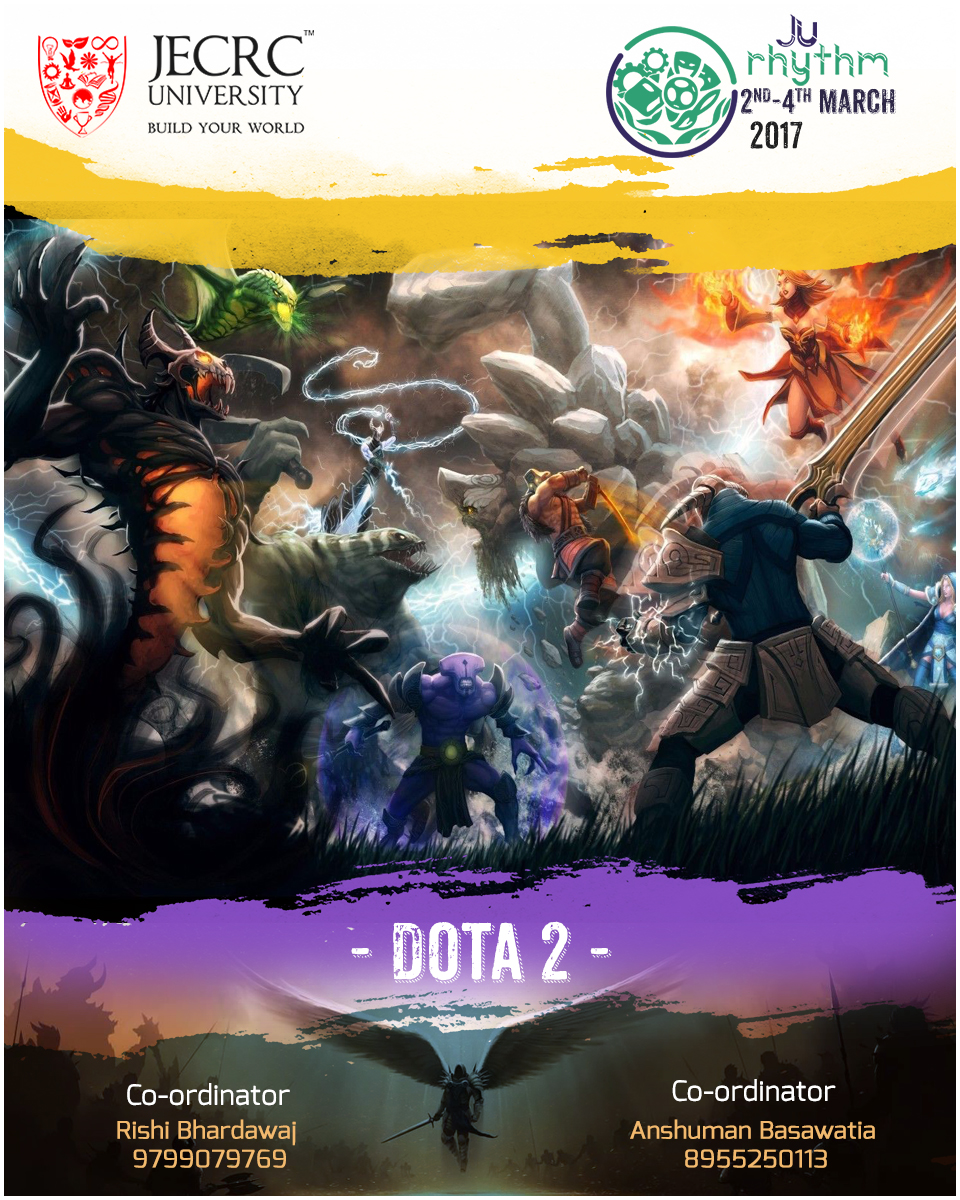 JECRC™
UNIVERSITY
BUILD YOUR WORLD
JU
rhythm
2ND-4TH MARCH
2017
- DOTA 2 -
Co-ordinator
Rishi Bhardawaj
9799079769
Co-ordinator
Anshuman Basawatia
8955250113